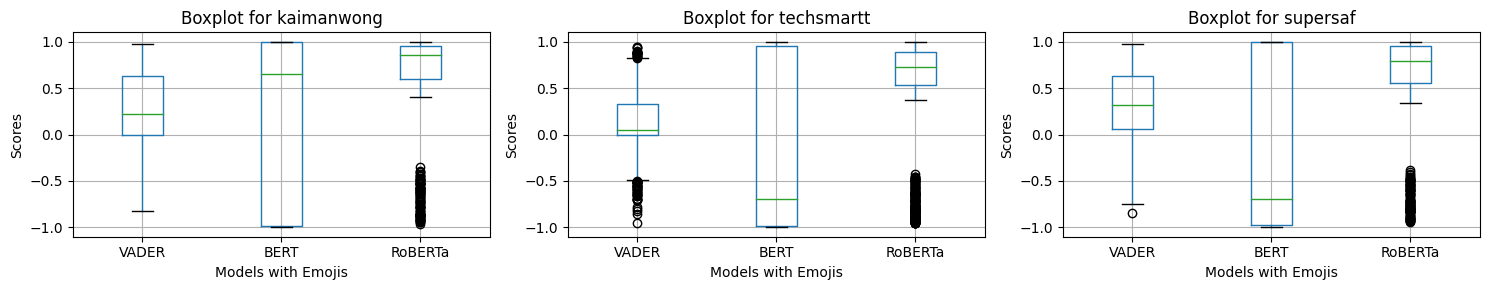 Boxplot for kaimanwong
1.0
0.5
0.0
−0.5
−1.0
Scores
VADER BERT RoBERTa
Models with Emojis
Boxplot for techsmartt
1.0
0.5
0.0
−0.5
−1.0
Scores
VADER BERT RoBERTa
Models with Emojis
Boxplot for supersaf
1.0
0.5
0.0
−0.5
−1.0
Scores
VADER BERT RoBERTa
Models with Emojis